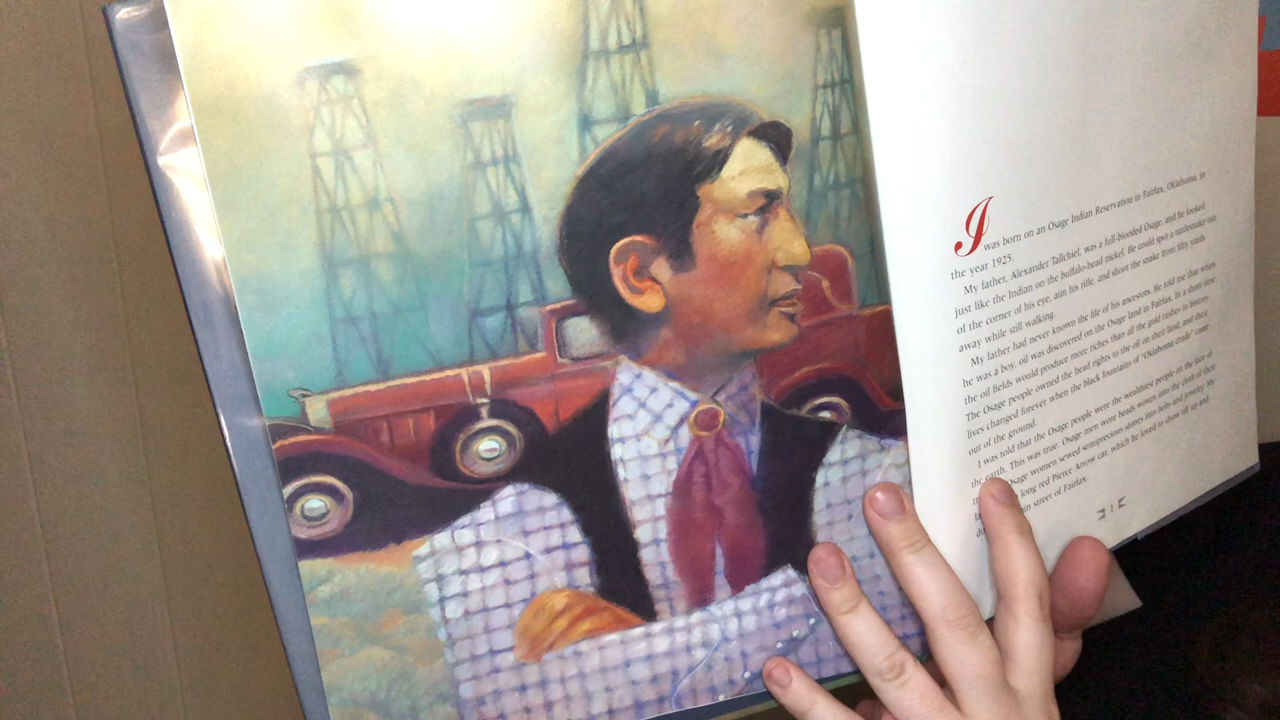 I was born on an Osage Indian Reservation in Fairfax, Oklahoma, in
the year 1925.
My father, Alexander Tallchief, was a full-blooded Osage, and he looked
just like the Indian on the buffalo-head nickel. He could spot a rattlesnake out
of the corner of his eye, aim his rifle, and shoot the snake from fifty yards
away while still walking.
My father had never known the life of his ancestors. He told me that when
he was a boy, oil was discovered on the Osage land in Fairfax. In a short time
the oil fields would produce more riches than all the gold rushes in history.
The Osage people owned the head rights to the oil on their land, and their
lives changed forever when the black fountains of "Oklahoma crude" came
out of the ground.
I was told that the Osage people were the wealthiest people on the face of
the earth. This was true. Osage men wore beads woven into the cloth of their
Osage women sewed semiprecious stones into belts and jewelry. My
long red Pierce Arrow car, which he loved to show off up and
street of Fairfax.
1